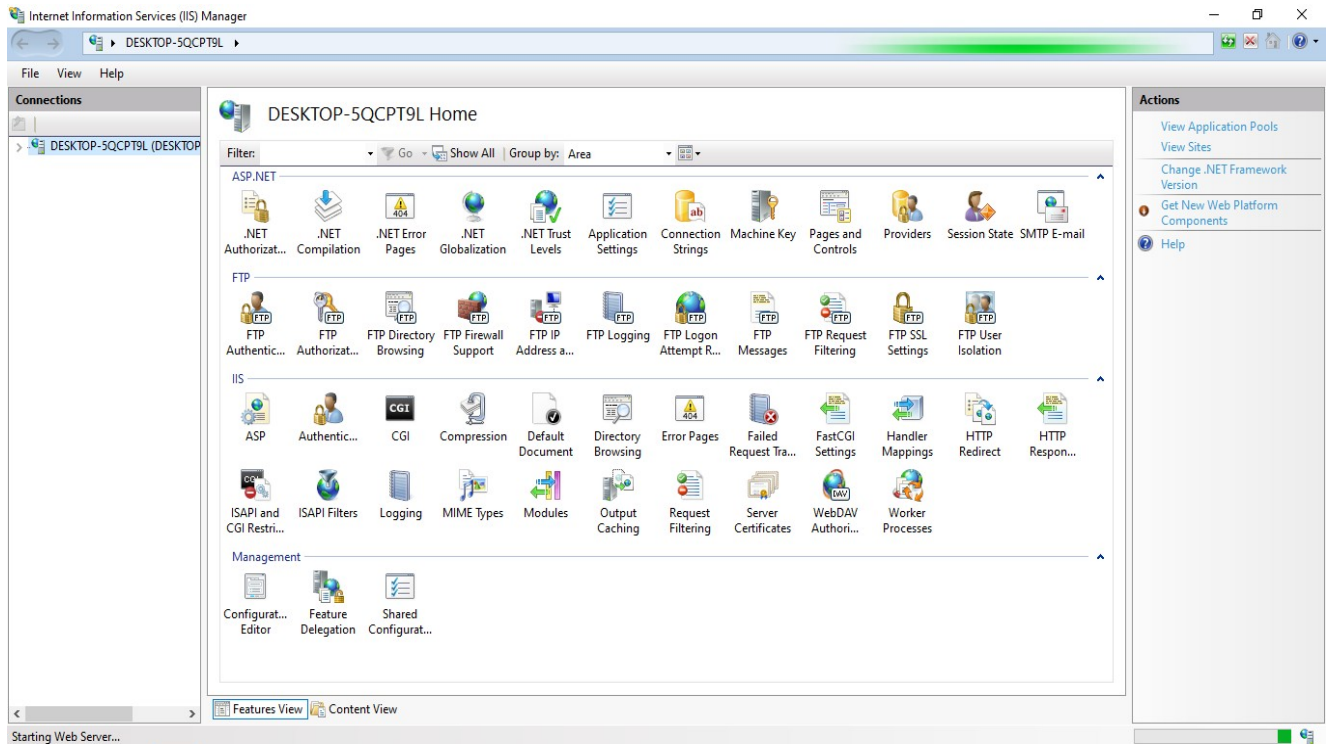 Internet Information Services (IIS) Manager
DESKTOP-5QCPT9L
File View Help
Connections
DESKTOP-5QCPT9L (DESKTOP
DESKTOP-5QCPT9L Home
Filter: Go Show All Group by: Area
ASP.NET
.NET Authorizat...
.NET Compilation
.NET Error Pages
.NET Globalization
.NET Trust Levels
Application Settings
Connection Strings
Machine Key
Pages and Controls
Providers
Session State
SMTP E-mail
FTP
FTP Authentic...
FTP Authorizat...
FTP Directory Browsing
FTP Firewall Support
FTP IP Address a...
FTP Logging
FTP Logon Attempt R...
FTP Messages
FTP Request Filtering
FTP SSL Settings
FTP User Isolation
IIS
ASP
Authentic...
CGI
Compression
Default Document
Directory Browsing
Error Pages
Failed Request Tra...
FastCGI Settings
Handler Mappings
HTTP Redirect
HTTP Respon...
ISAPI and CGI Restri...
ISAPI Filters
Logging
MIME Types
Modules
Output Caching
Request Filtering
Server Certificates
WebDAV Authori...
Worker Processes
Management
Configurat... Editor
Feature Delegation
Shared Configurat...
Features View
Content View
Actions
View Application Pools
View Sites
Change .NET Framework
Version
Get New Web Platform
Components
Help
Starting Web Server...